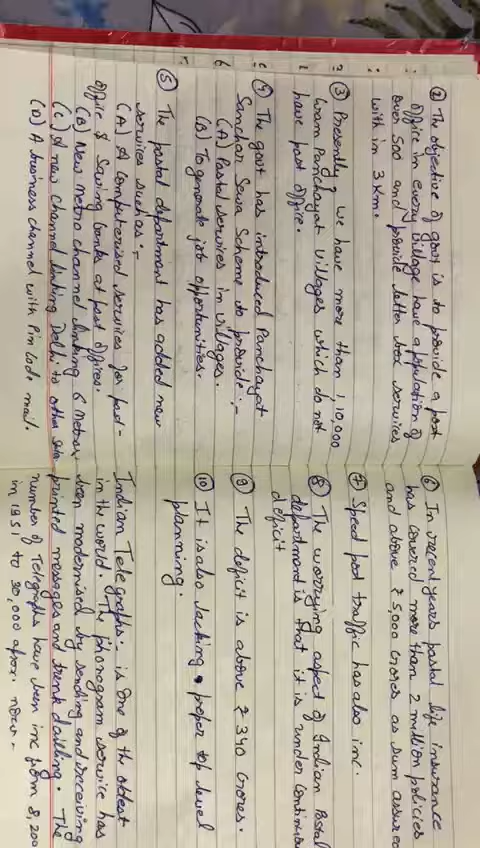 ② The objective of govt is to provide a post
office in every village have a population of
over 500 and provide letter box services
with in 3 Km.
③ Presently, we have more than 1,10,000
Gram Panchayat villages which do not
have post office.
④ The govt has introduced Panchayat
Sanchar Sewa Scheme to provide :-
(A) Postal services in villages.
(B) To generate job opportunities.
⑤ The postal department has added new
services such as :-
(A) A computerised services for post-
office & Saving banks at post offices.
(B) New metro channel linking 6 Metros
(C) A new channel linking Delhi to other
(D) A business channel with Pin Code mail.
⑥ In recent years postal life insurance
has covered more than 2 million policies
and above ₹ 5,000 crores as sum assured
⑦ Speed post traffic has also inc.
⑧ The worrying aspect of Indian Postal
department is that it is under continuous
deficit
⑨ The deficit is above ₹ 340 crores.
⑩ It is also lacking proper top level
planning.
Indian Telegraphs. is one of the oldest
in the world. The phonogram service has
been modernised by sending and receiving
printed messages and trunk dailling. The
number of Telegraphs have been inc from 8,200
in 1951 to 30,000 approx. now -